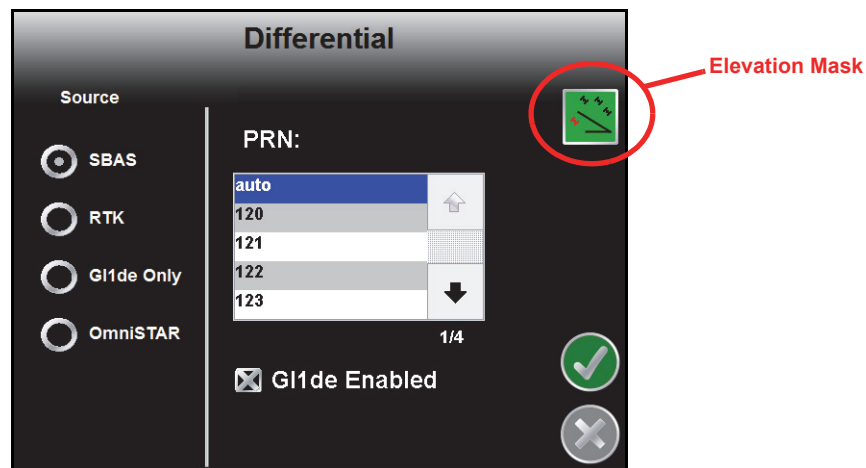 Differential
Elevation Mask
Source
PRN:
SBAS
RTK
Gl1de Only
OmniSTAR
auto
120
121
122
123
1/4
Gl1de Enabled